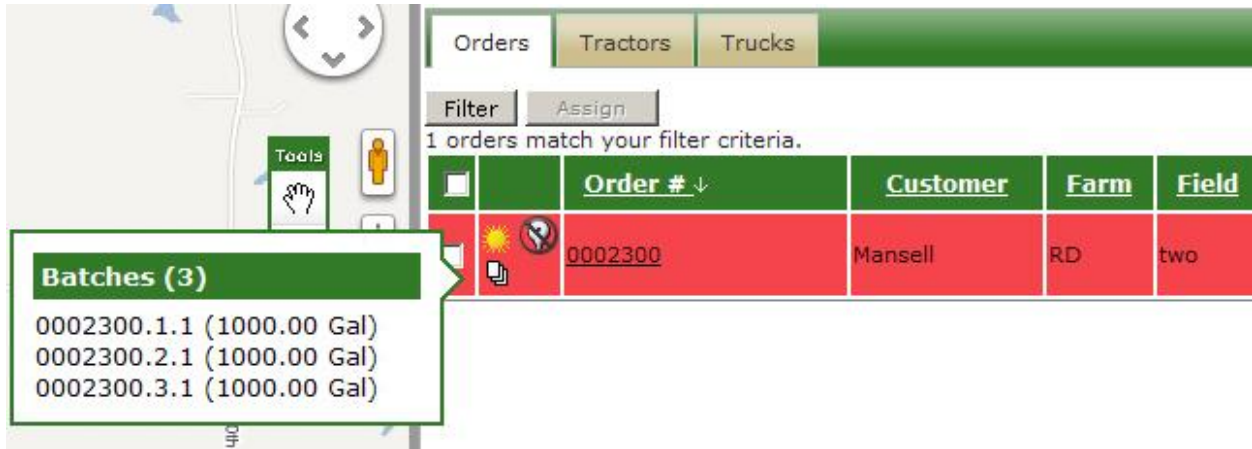 Orders Tractors Trucks
Filter Assign
1 orders match your filter criteria.
Tools
Order # ↓ Customer Farm Field
0002300 Mansell RD two
Batches (3)
0002300.1.1 (1000.00 Gal)
0002300.2.1 (1000.00 Gal)
0002300.3.1 (1000.00 Gal)